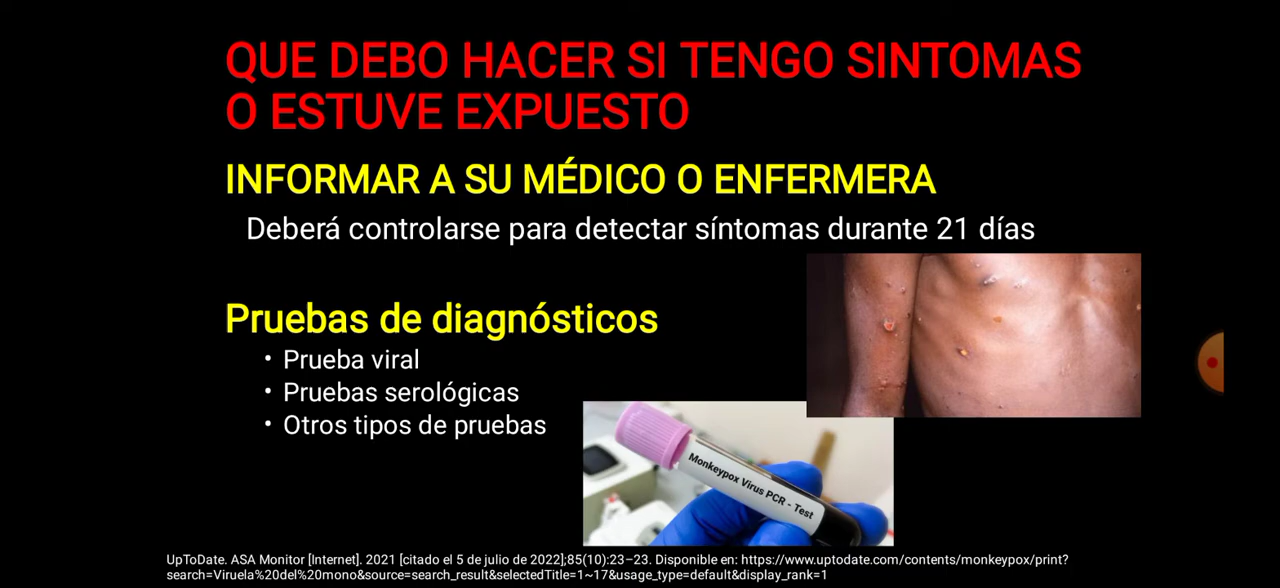 QUE DEBO HACER SI TENGO SINTOMAS
O ESTUVE EXPUESTO
INFORMAR A SU MÉDICO O ENFERMERA
Deberá controlarse para detectar síntomas durante 21 días
Pruebas de diagnósticos
• Prueba viral
• Pruebas serológicas
• Otros tipos de pruebas
Monkeypox Virus PCR - Test
UpToDate. ASA Monitor [Internet]. 2021 [citado el 5 de julio de 2022];85(10):23–23. Disponible en: https://www.uptodate.com/contents/monkeypox/print?
search=Viruela%20del%20mono&source=search_result&selectedTitle=1~17&usage_type=default&display_rank=1